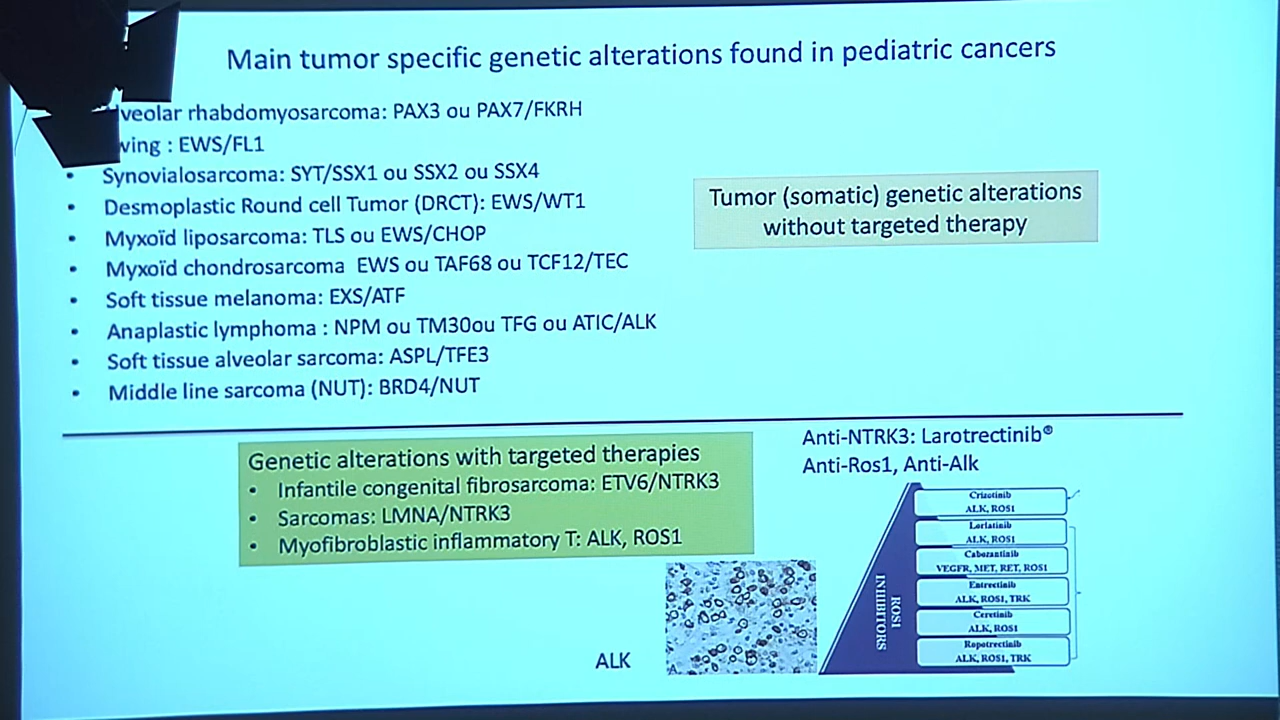 Main tumor specific genetic alterations found in pediatric cancers
lveolar rhabdomyosarcoma: PAX3 ou PAX7/FKRH
wing : EWS/FL1
• Synovialosarcoma: SYT/SSX1 ou SSX2 ou SSX4
• Desmoplastic Round cell Tumor (DRCT): EWS/WT1
• Myxoïd liposarcoma: TLS ou EWS/CHOP
• Myxoïd chondrosarcoma EWS ou TAF68 ou TCF12/TEC
• Soft tissue melanoma: EXS/ATF
• Anaplastic lymphoma : NPM ou TM30ou TFG ou ATIC/ALK
• Soft tissue alveolar sarcoma: ASPL/TFE3
• Middle line sarcoma (NUT): BRD4/NUT
Tumor (somatic) genetic alterations
without targeted therapy
Genetic alterations with targeted therapies
• Infantile congenital fibrosarcoma: ETV6/NTRK3
• Sarcomas: LMNA/NTRK3
• Myofibroblastic inflammatory T: ALK, ROS1
Anti-NTRK3: Larotrectinib®
Anti-Ros1, Anti-Alk
ROS1
INHIBITORS
Crizotinib
ALK, ROS1
Lorlatinib
ALK, ROS1
Cabozantinib
VEGFR, MET, RET, ROS1
Entrectinib
ALK, ROS1, TRK
Ceretinib
ALK, ROS1
Ropotrectinib
ALK, ROS1, TRK
ALK
A